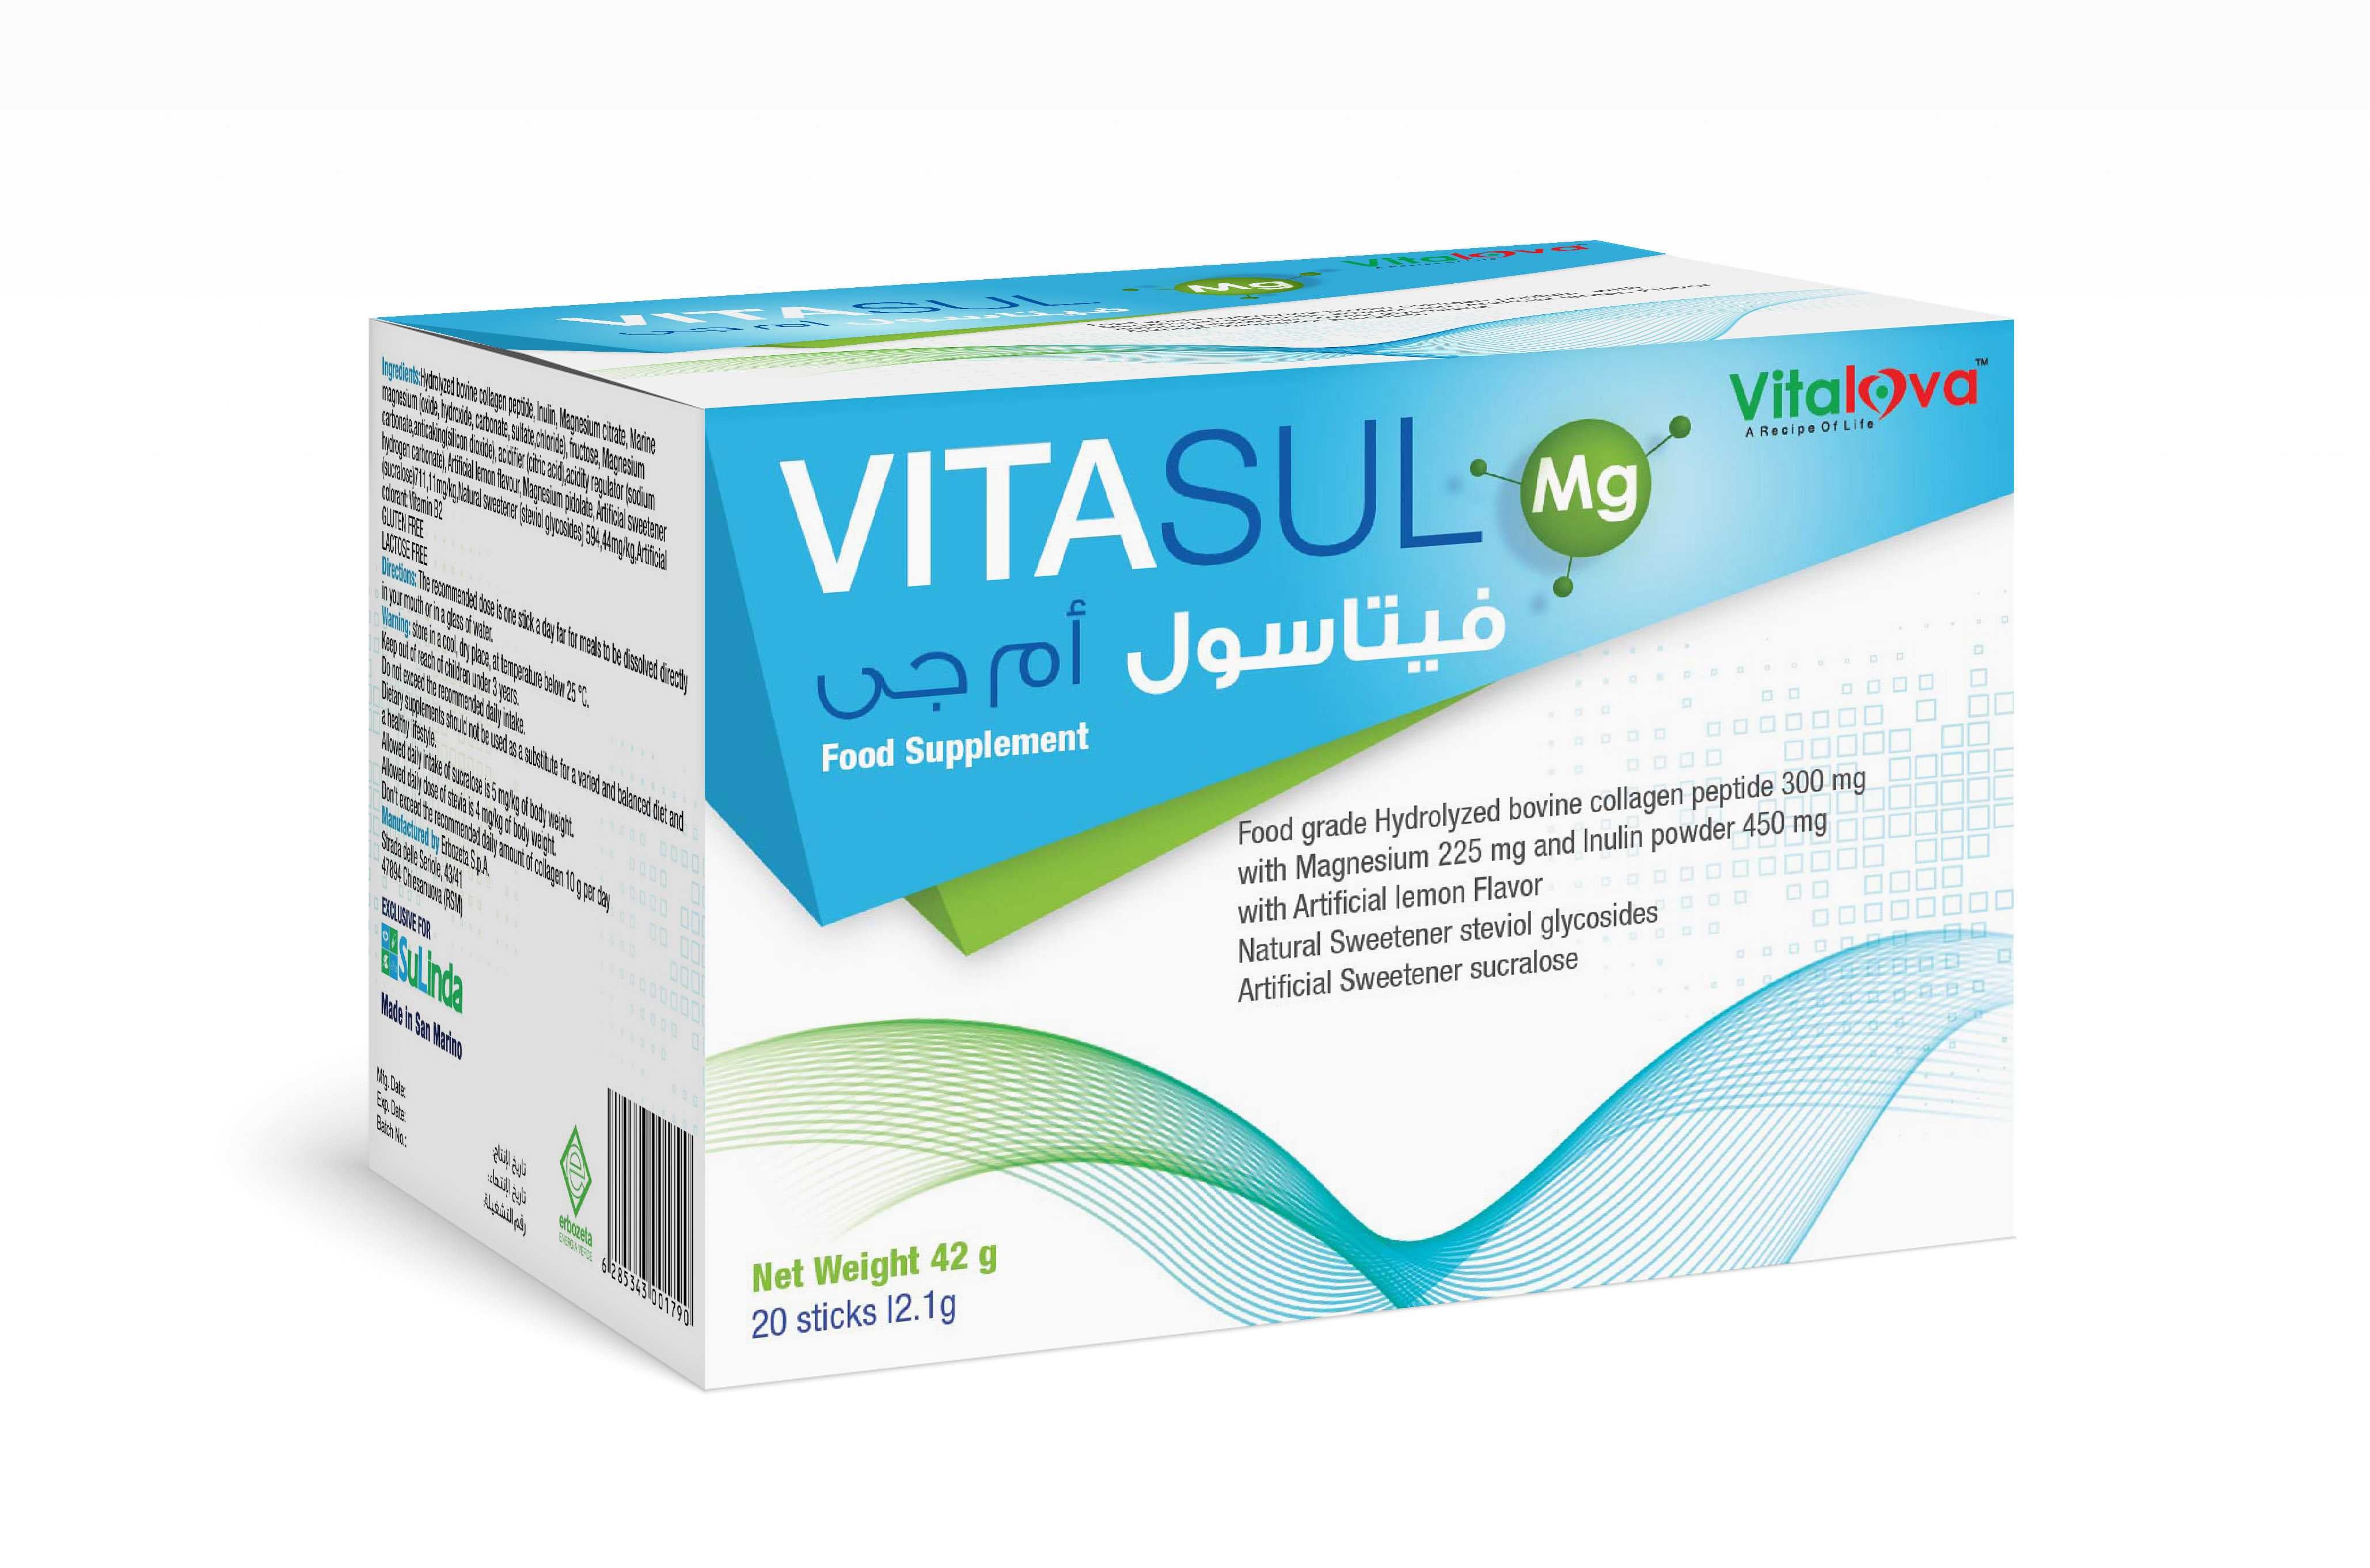 VITASUL
فيتاسول أم جى
Mg
Vitalova
VITASUL Mg
Vitalova™
A Recipe Of Life
فيتاسول أم جى
Food Supplement
Food grade Hydrolyzed bovine collagen peptide 300 mg
with Magnesium 225 mg and Inulin powder 450 mg
with Artificial lemon Flavor
Natural Sweetener steviol glycosides
Artificial Sweetener sucralose
Net Weight 42 g
20 sticks |2.1g
Ingredients:Hydrolyzed bovine collagen peptide, Inulin, Magnesium citrate, Marine
magnesium (oxide, hydroxide, carbonate, sulfate,chloride), fructose, Magnesium
carbonate,anticaking(silicon dioxide), acidifier (citric acid),acidity regulator (sodium
hydrogen carbonate), Artificial lemon flavour, Magnesium pidolate, Artificial sweetener
(sucralose)711,11mg/kg,Natural sweetener (steviol glycosides) 594,44mg/kg,Artificial
colorant: Vitamin B2
GLUTEN FREE
LACTOSE FREE
Directions: The recommended dose is one stick a day far for meals to be dissolved directly
in your mouth or in a glass of water.
Warning: store in a cool, dry place, at temperature below 25 °C.
Keep out of reach of children under 3 years.
Do not exceed the recommended daily intake.
Dietary supplements should not be used as a substitute for a varied and balanced diet and
a healthy lifestyle.
Allowed daily intake of sucralose is 5 mg/kg of body weight.
Allowed daily dose of stevia is 4 mg/kg of body weight.
Don't exceed the recommended daily amount of collagen 10 g per day
Manufactured by Erbozeta S.p.A.
Strada delle Seriole, 43/41
47894 Chiesanuova (RSM)
EXCLUSIVE FOR
SuLinda
Made in San Marino
Mfg. Date:
Exp. Date:
Batch No.:
تاريخ الإنتاج:
تاريخ الإنتهاء:
رقم التشغيلة:
erbozeta
ENERGIA VERDE
6285343001790